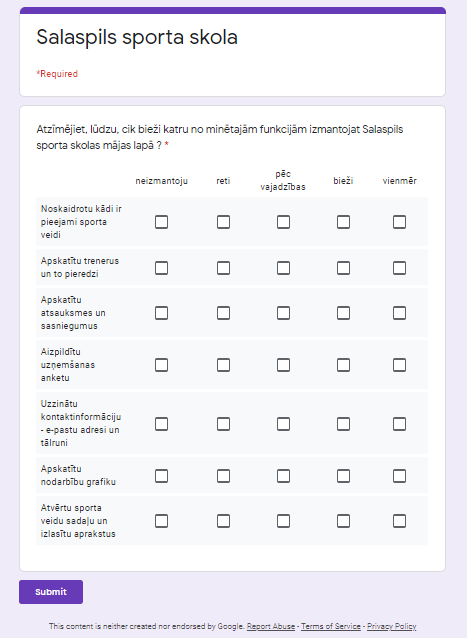 Salaspils sporta skola
*Required
Atzīmējiet, lūdzu, cik bieži katru no minētajām funkcijām izmantojat Salaspils
sporta skolas mājas lapā ? *
neizmantoju reti pēc vajadzības bieži vienmēr
Noskaidrotu kādi ir
pieejami sporta
veidi
Apskatītu trenerus
un to pieredzi
Apskatītu
atsauksmes un
sasniegumus
Aizpildītu
uzņemšanas
anketu
Uzzinātu
kontaktinformāciju
- e-pastu adresi un
tālruni
Apskatītu
nodarbību grafiku
Atvērtu sporta
veidu sadaļu un
izlasītu aprakstus
Submit
This content is neither created nor endorsed by Google. Report Abuse - Terms of Service - Privacy Policy